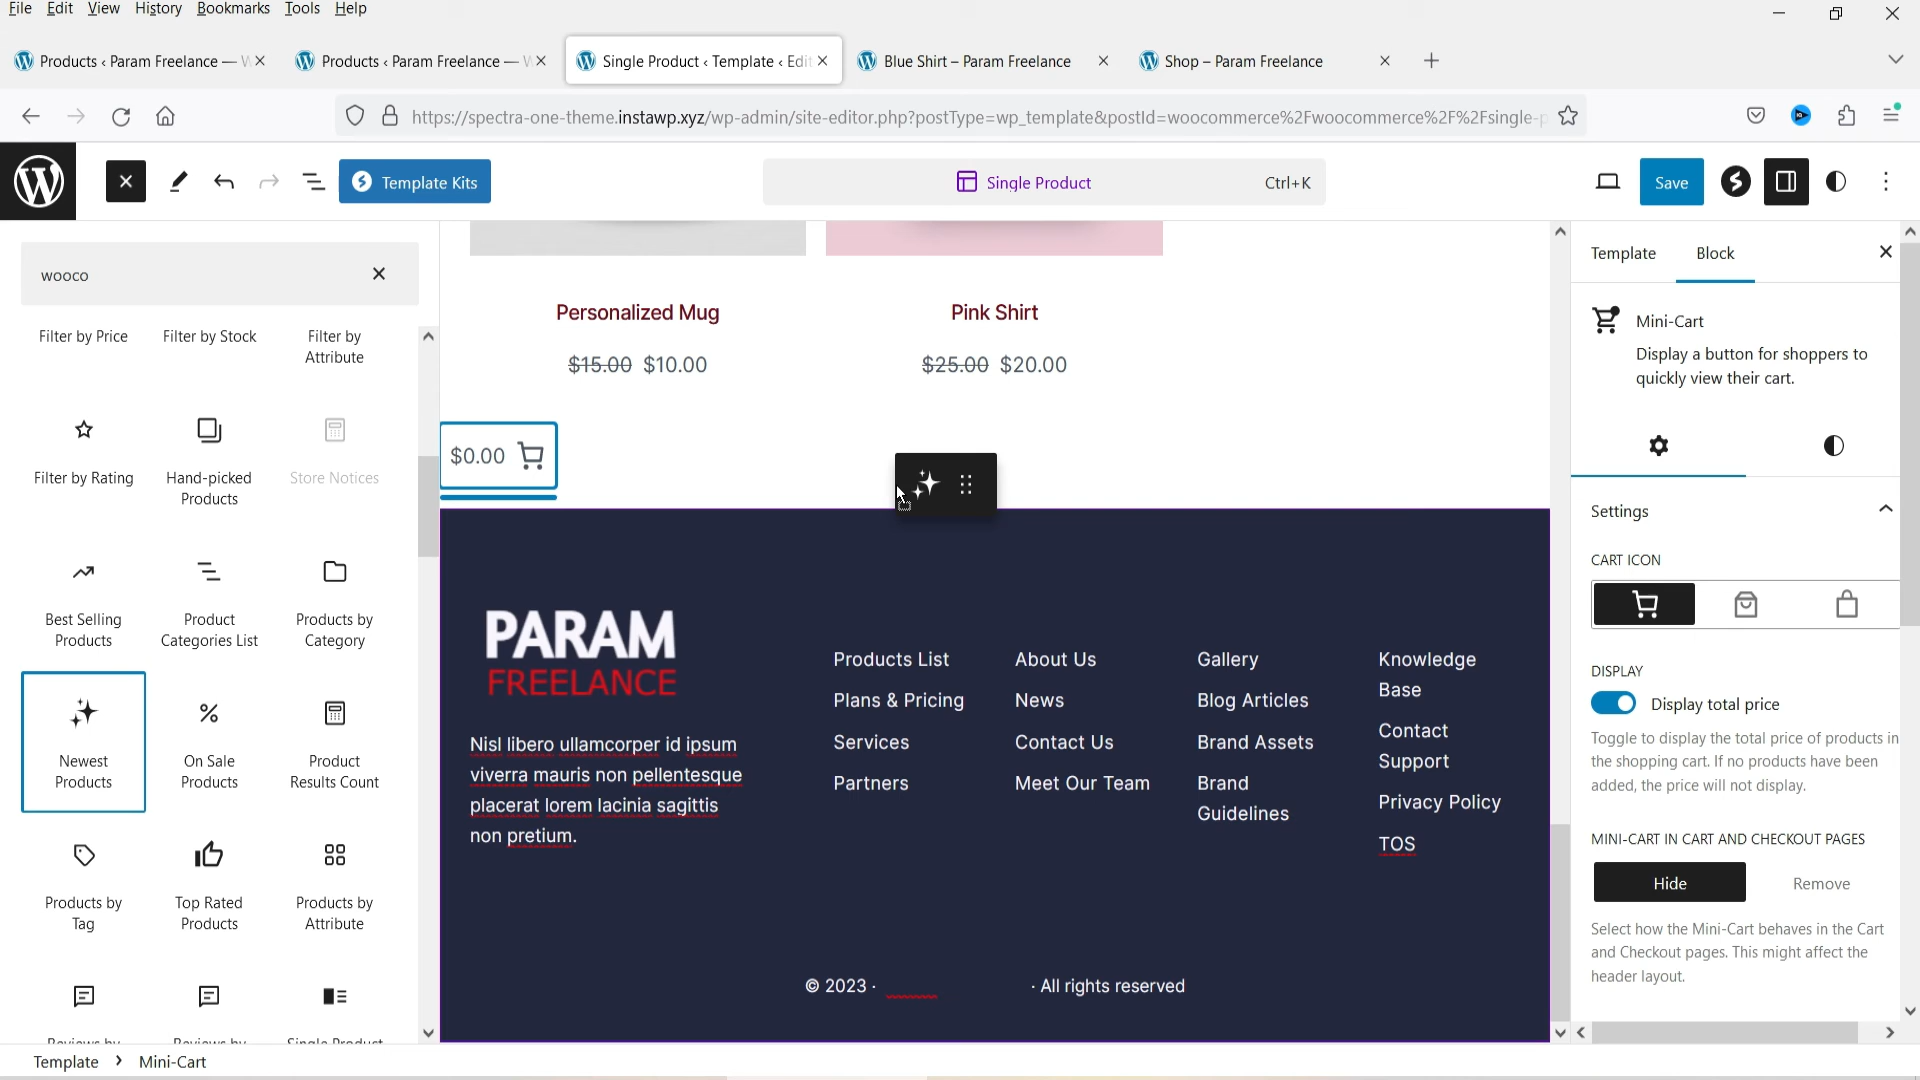 File Edit View History Bookmarks Tools Help
Products ‹ Param Freelance — W
Products ‹ Param Freelance — W
Single Product ‹ Template ‹ Edit
Blue Shirt – Param Freelance
Shop – Param Freelance
https://spectra-one-theme.instawp.xyz/wp-admin/site-editor.php?postType=wp_template&postId=woocommerce%2Fwoocommerce%2F%2Fsingle-p
Template Kits
Single Product
Ctrl+K
Save
wooco
Filter by Price
Filter by Stock
Filter by
Attribute
Filter by Rating
Hand-picked
Products
Store Notices
Best Selling
Products
Product
Categories List
Products by
Category
Newest
Products
On Sale
Products
Product
Results Count
Products by
Tag
Top Rated
Products
Products by
Attribute
Reviews by
Reviews by
Single Product
Personalized Mug
$15.00 $10.00
Pink Shirt
$25.00 $20.00
$0.00
PARAM
FREELANCE
Nisl libero ullamcorper id ipsum
viverra mauris non pellentesque
placerat lorem lacinia sagittis
non pretium.
Products List
Plans & Pricing
Services
Partners
About Us
News
Contact Us
Meet Our Team
Gallery
Blog Articles
Brand Assets
Brand
Guidelines
Knowledge
Base
Contact
Support
Privacy Policy
TOS
© 2023 · · All rights reserved
Template
Block
Mini-Cart
Display a button for shoppers to
quickly view their cart.
Settings
CART ICON
DISPLAY
Display total price
Toggle to display the total price of products in
the shopping cart. If no products have been
added, the price will not display.
MINI-CART IN CART AND CHECKOUT PAGES
Hide
Remove
Select how the Mini-Cart behaves in the Cart
and Checkout pages. This might affect the
header layout.
Template › Mini-Cart